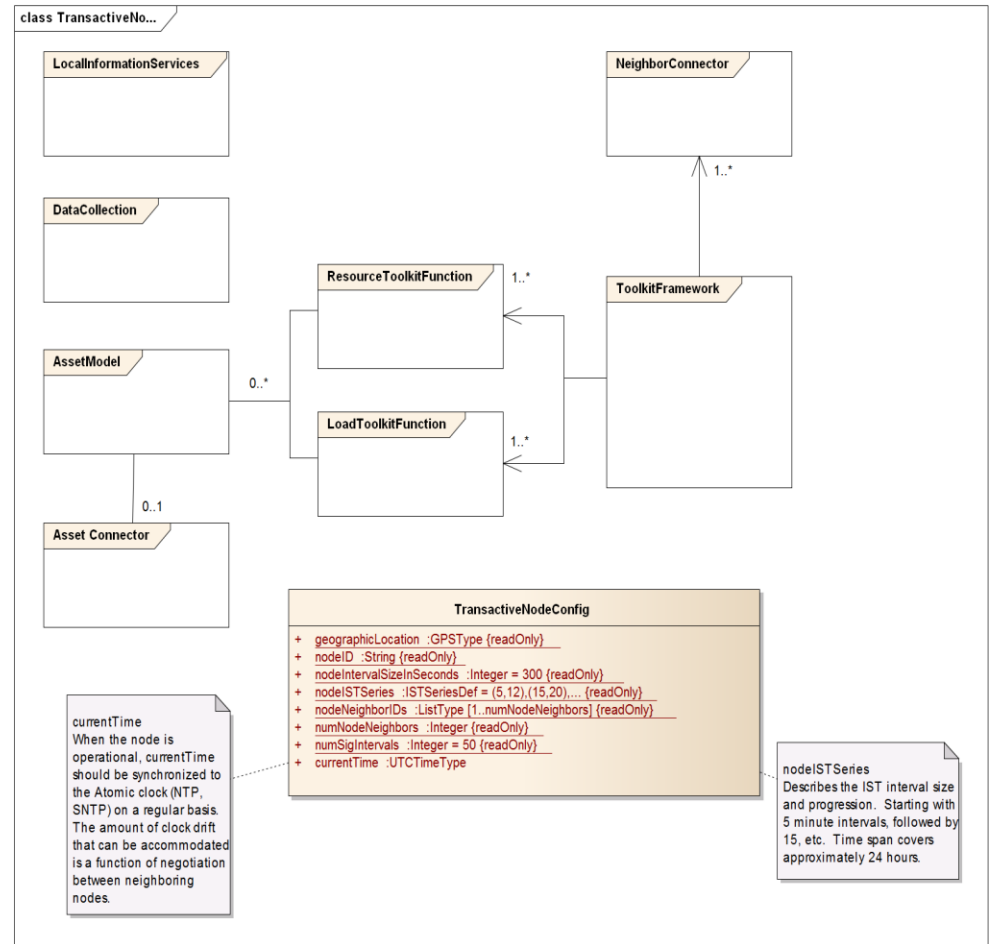 class TransactiveNo...
LocalInformationServices
NeighborConnector
1..*
DataCollection
ResourceToolkitFunction
1..*
ToolkitFramework
AssetModel
0..*
LoadToolkitFunction
1..*
0..1
Asset Connector
TransactiveNodeConfig
+ geographicLocation :GPSType {readOnly}
+ nodeID :String {readOnly}
+ nodeIntervalSizeInSeconds :Integer = 300 {readOnly}
+ nodeISTSeries :ISTSeriesDef = (5,12),(15,20),... {readOnly}
+ nodeNeighborIDs :ListType [1..numNodeNeighbors] {readOnly}
+ numNodeNeighbors :Integer {readOnly}
+ numSigIntervals :Integer = 50 {readOnly}
+ currentTime :UTCTimeType
currentTime
When the node is
operational, currentTime
should be synchronized to
the Atomic clock (NTP,
SNTP) on a regular basis.
The amount of clock drift
that can be accommodated
is a function of negotiation
between neighboring
nodes.
nodeISTSeries
Describes the IST interval size
and progression. Starting with
5 minute intervals, followed by
15, etc. Time span covers
approximately 24 hours.